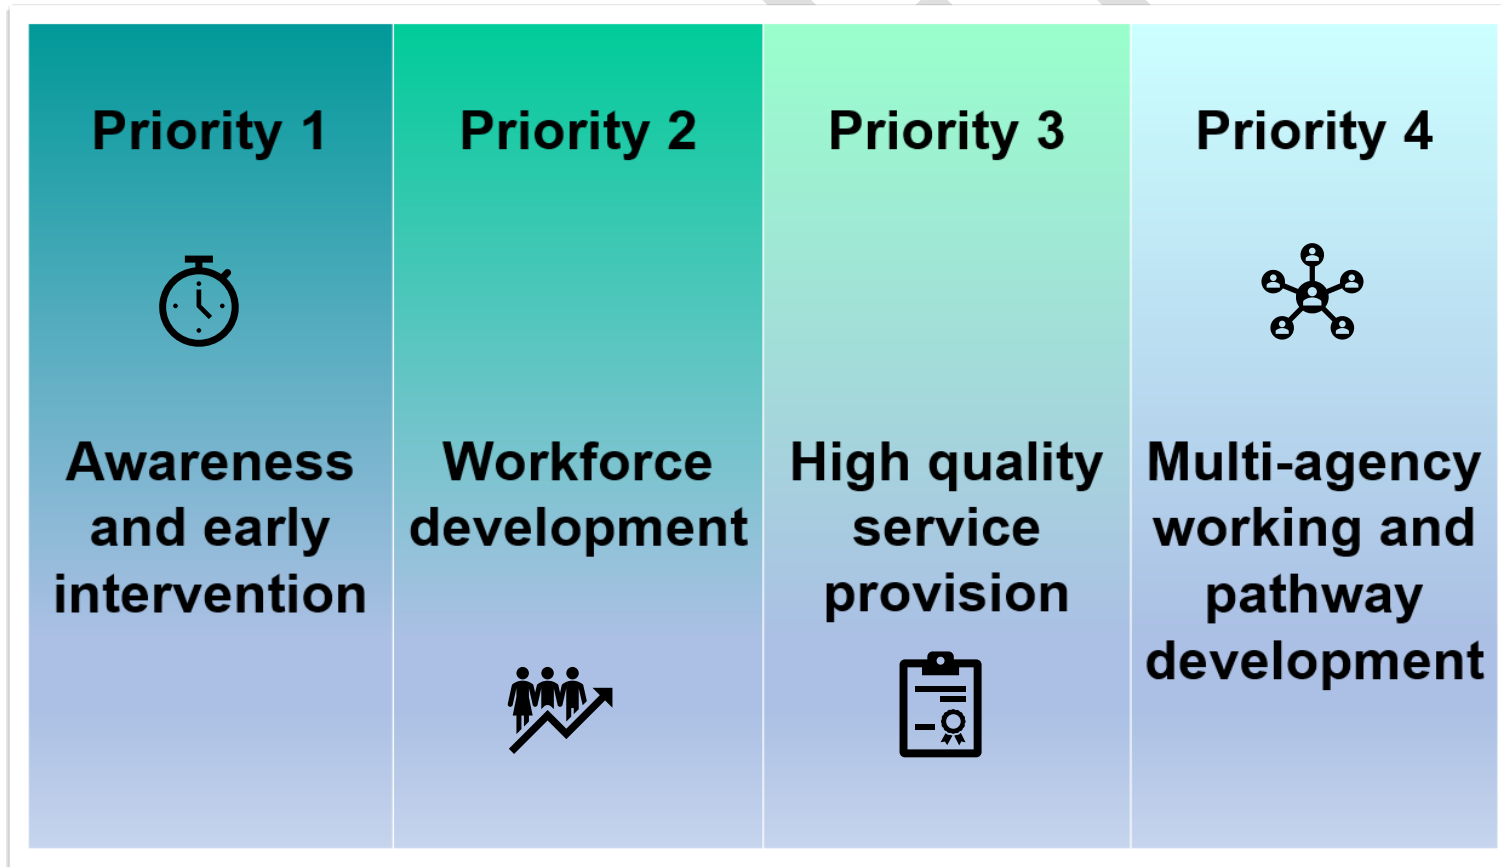 Priority 1
Awareness
and early
intervention
Priority 2
Workforce
development
Priority 3
High quality
service
provision
Priority 4
Multi-agency
working and
pathway
development